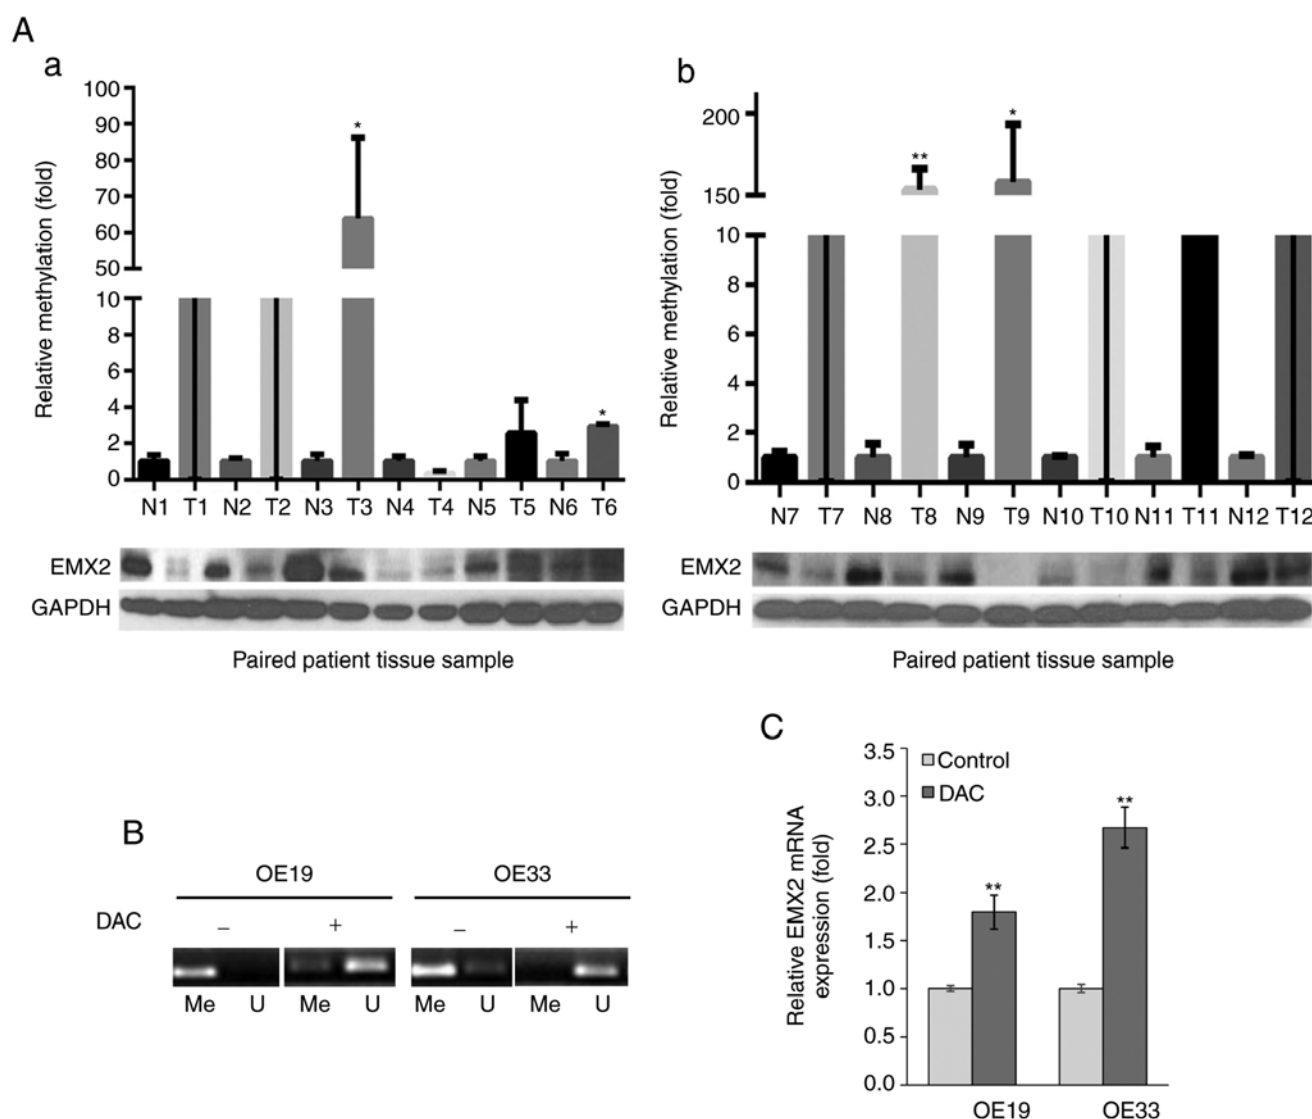 A
a
100
90
80
70
60
50
10
8
6
4
2
0
Relative methylation (fold)
*
*
N1 T1 N2 T2 N3 T3 N4 T4 N5 T5 N6 T6
EMX2
GAPDH
Paired patient tissue sample
b
200
150
10
8
6
4
2
0
Relative methylation (fold)
**
*
N7 T7 N8 T8 N9 T9 N10 T10 N11 T11 N12 T12
EMX2
GAPDH
Paired patient tissue sample
B
OE19 OE33
DAC – + – +
Me U Me U Me U Me U
C
3.5
3.0
2.5
2.0
1.5
1.0
0.5
0.0
Relative EMX2 mRNA
expression (fold)
Control
DAC
**
**
OE19 OE33